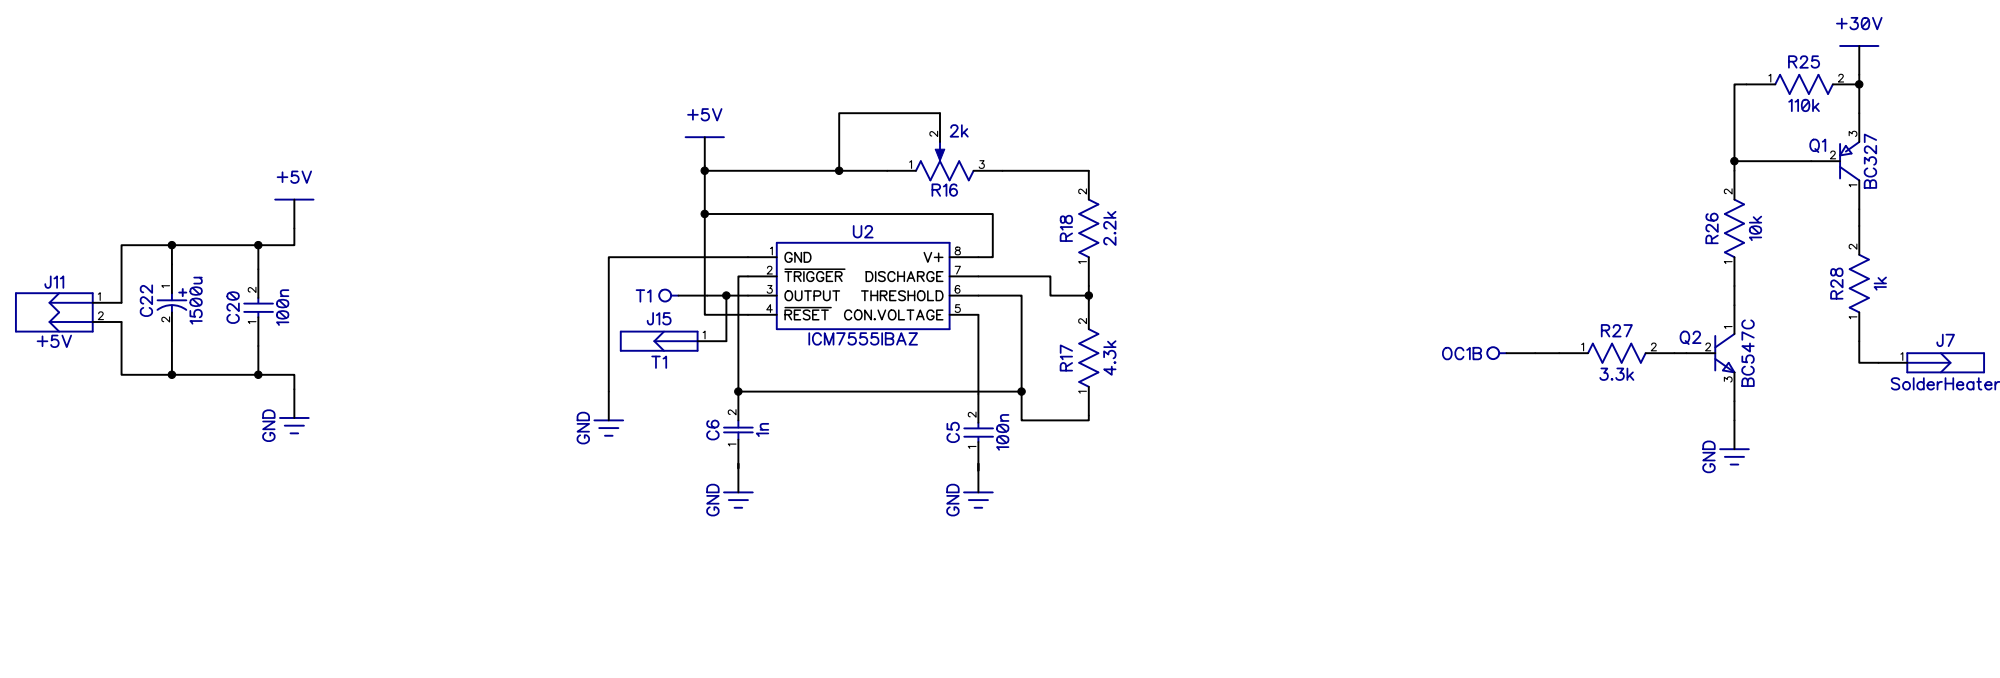 J11
1
2
+5V
C22
1
2
+
1500u
C20
2
1
100n
+5V
GND
+5V
2
2k
1
3
R16
2
R18
2.2k
1
U2
1
GND
2
TRIGGER
3
OUTPUT
4
RESET
V+
8
DISCHARGE
7
THRESHOLD
6
CON.VOLTAGE
5
ICM7555IBAZ
T1
J15
1
T1
2
R17
4.3k
1
GND
C6
2
1
1n
GND
C5
2
1
100n
GND
+30V
R25
1
2
110k
Q1
2
3
1
BC327
2
R26
10k
1
2
R28
1k
1
OC1B
R27
1
2
3.3k
Q2
2
1
3
BC547C
GND
J7
1
SolderHeater